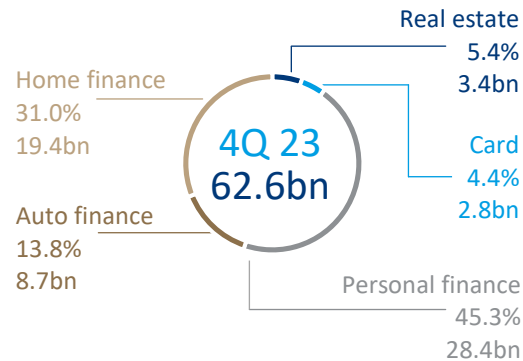 Real estate
5.4%
3.4bn
Home finance
31.0%
19.4bn
4Q 23
62.6bn
Card
4.4%
2.8bn
Auto finance
13.8%
8.7bn
Personal finance
45.3%
28.4bn